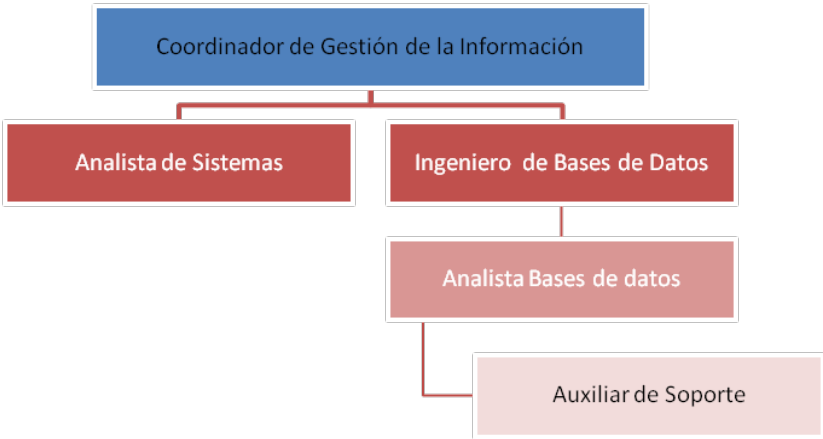 Coordinador de Gestión de la Información
Analista de Sistemas
Ingeniero de Bases de Datos
Analista Bases de datos
Auxiliar de Soporte